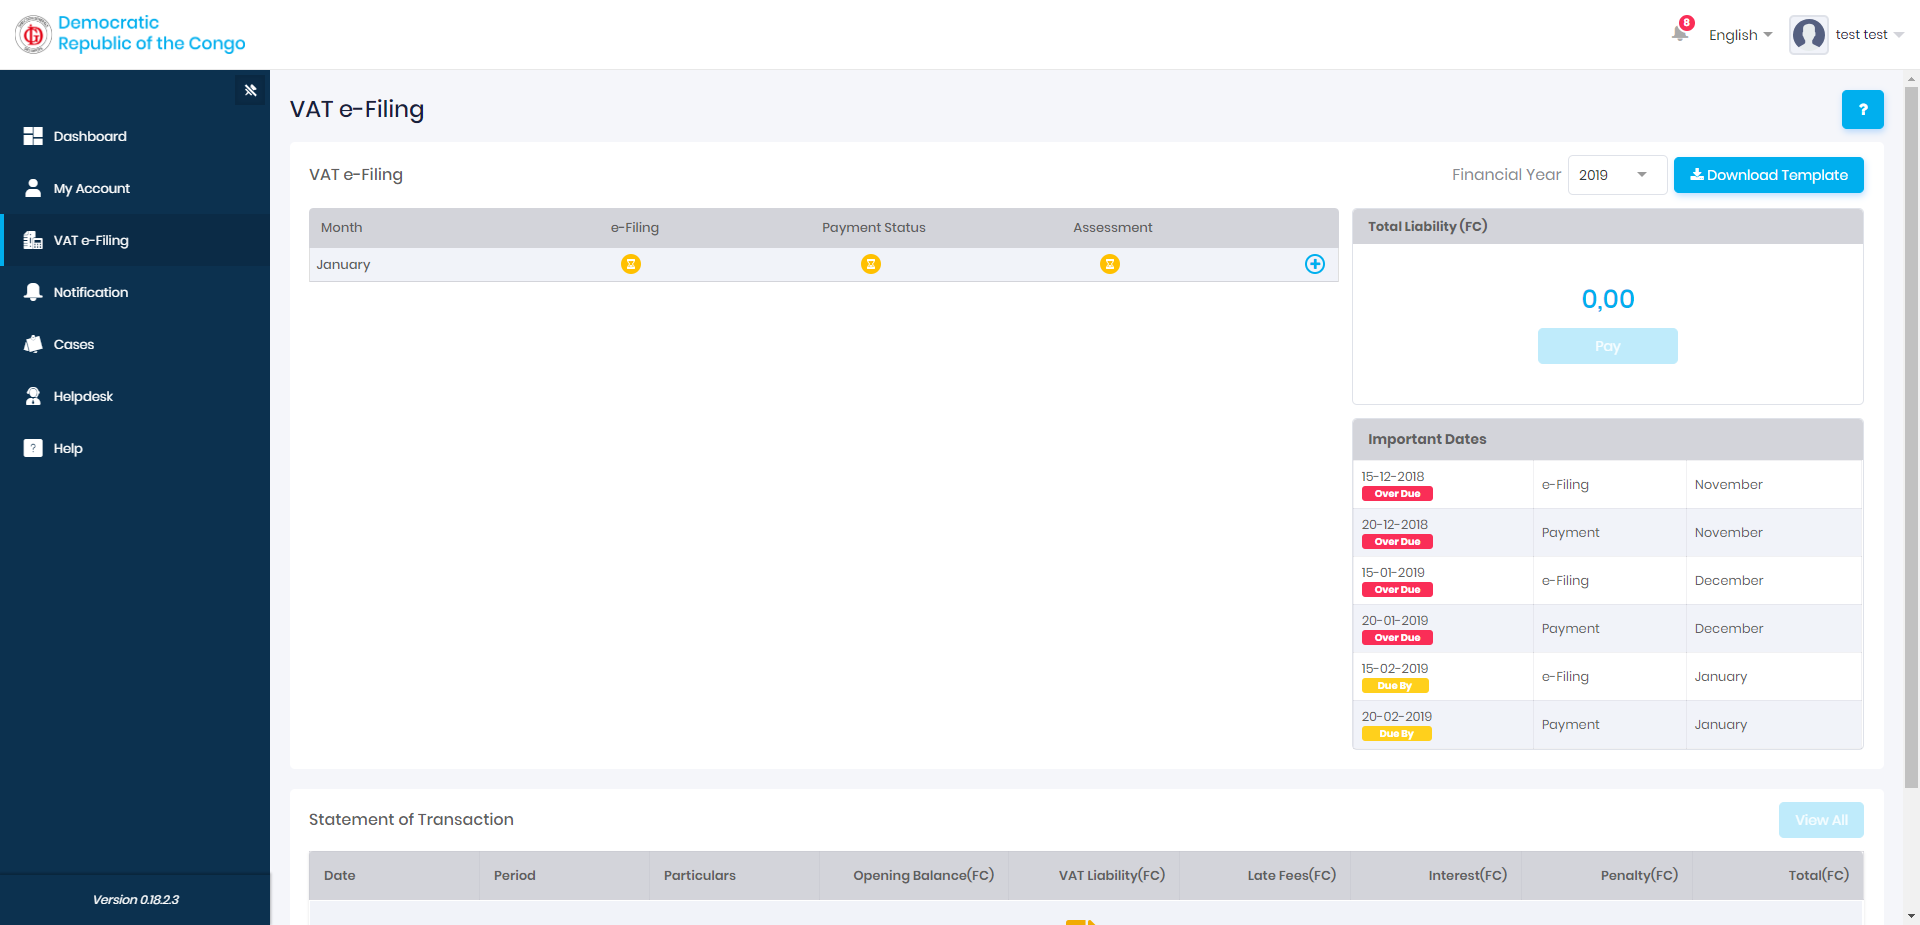 Democratic
Republic of the Congo
8
English
test test
Dashboard
My Account
VAT e-Filing
Notification
Cases
Helpdesk
? Help
Version 0.18.2.3
VAT e-Filing
?
VAT e-Filing
Financial Year 2019 Download Template
Month e-Filing Payment Status Assessment
January
Total Liability (FC)
0,00
Pay
Important Dates
15-12-2018 e-Filing November
Over Due
20-12-2018 Payment November
Over Due
15-01-2019 e-Filing December
Over Due
20-01-2019 Payment December
Over Due
15-02-2019 e-Filing January
Due By
20-02-2019 Payment January
Due By
Statement of Transaction
View All
Date Period Particulars Opening Balance(FC) VAT Liability(FC) Late Fees(FC) Interest(FC) Penalty(FC) Total(FC)